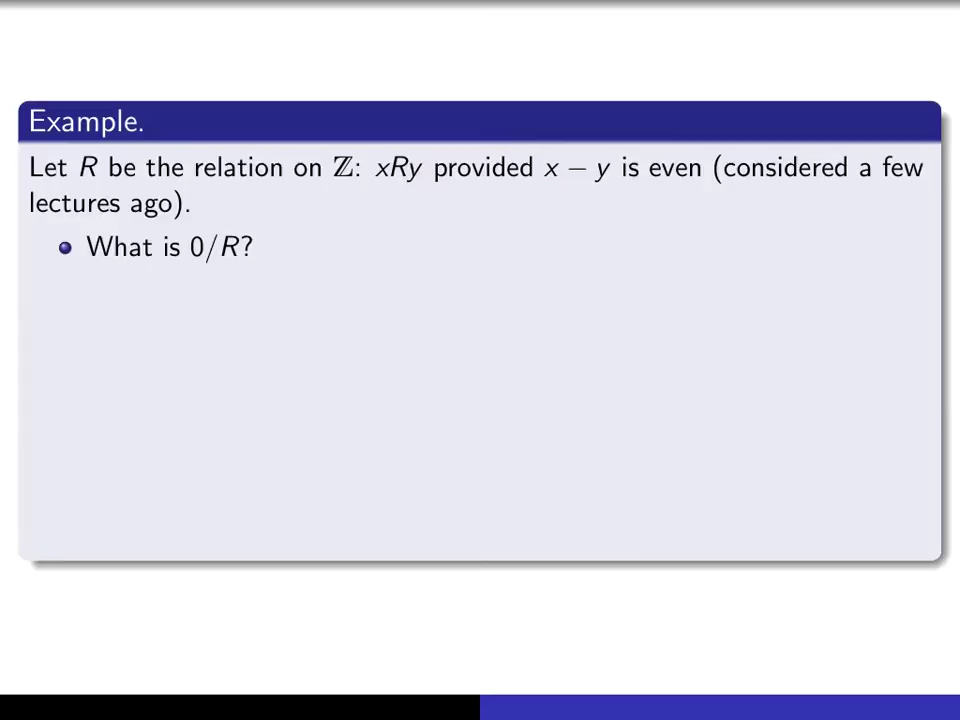 Example.
Let R be the relation on ℤ: xRy provided x − y is even (considered a few
lectures ago).
What is 0/R?